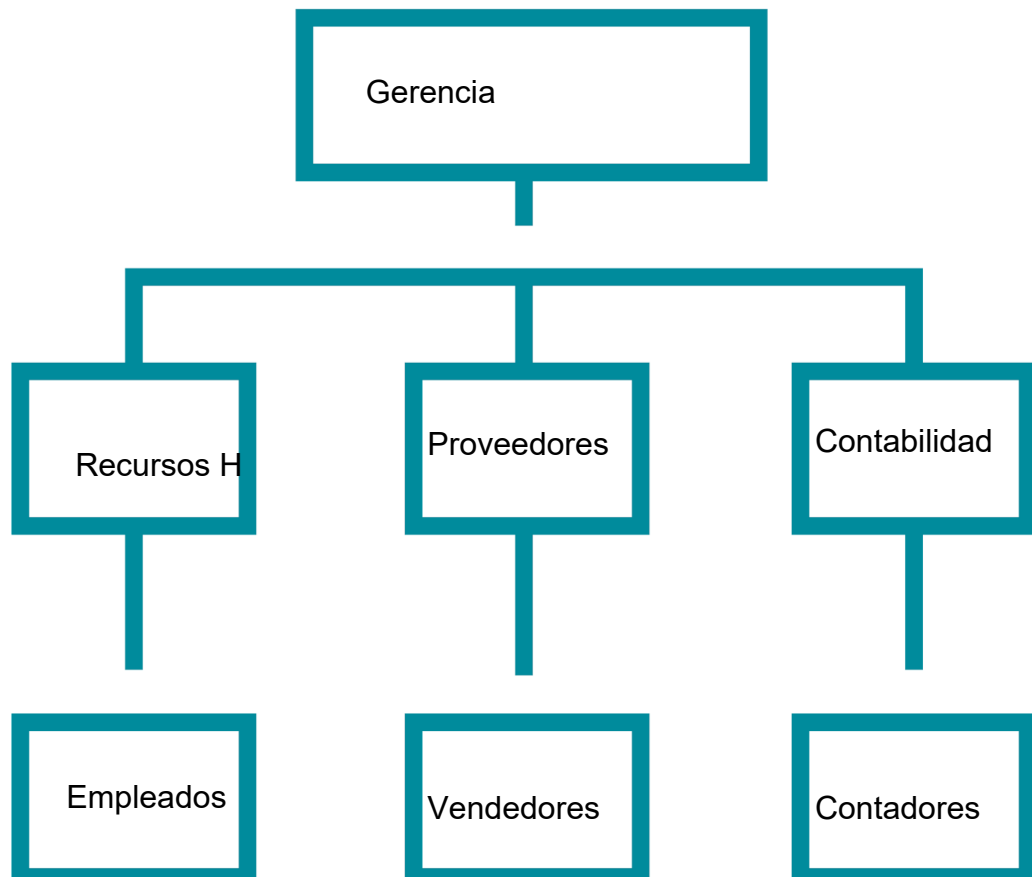 Gerencia
Recursos H
Proveedores
Contabilidad
Empleados
Vendedores
Contadores